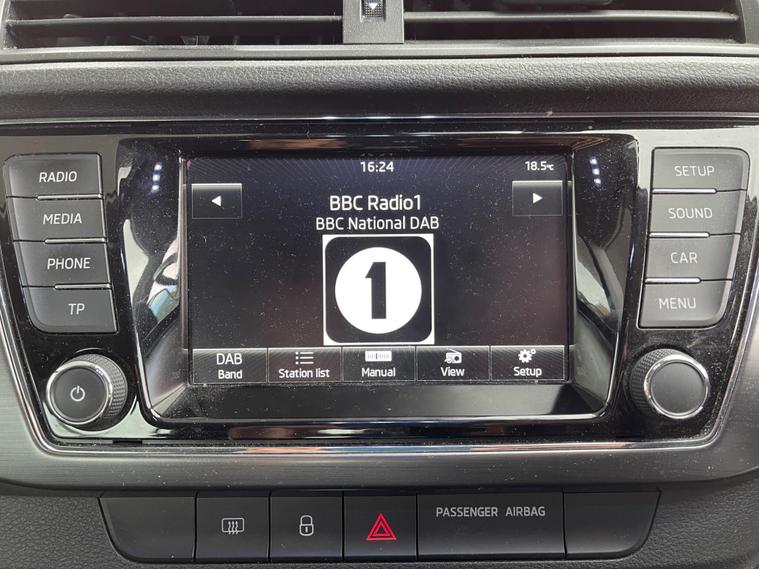 16:24
18.5°C
BBC Radio1
BBC National DAB
1
RADIO
MEDIA
PHONE
TP
SETUP
SOUND
CAR
MENU
DAB
Band
Station list
Manual
View
Setup
PASSENGER AIRBAG